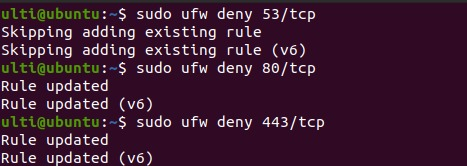 ulti@ubuntu:~$ sudo ufw deny 53/tcp
Skipping adding existing rule
Skipping adding existing rule (v6)
ulti@ubuntu:~$ sudo ufw deny 80/tcp
Rule updated
Rule updated (v6)
ulti@ubuntu:~$ sudo ufw deny 443/tcp
Rule updated
Rule updated (v6)